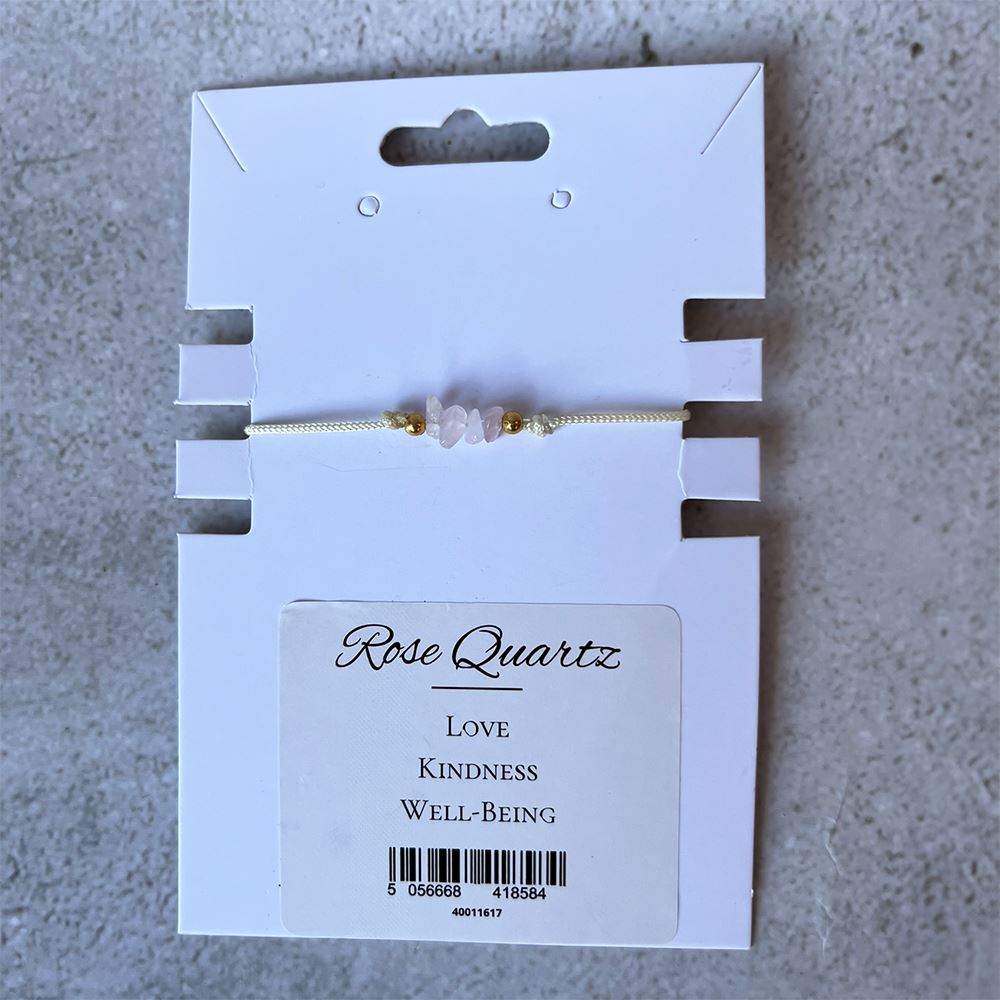 Rose Quartz
LOVE
KINDNESS
WELL-BEING
5 056668 418584
40011617